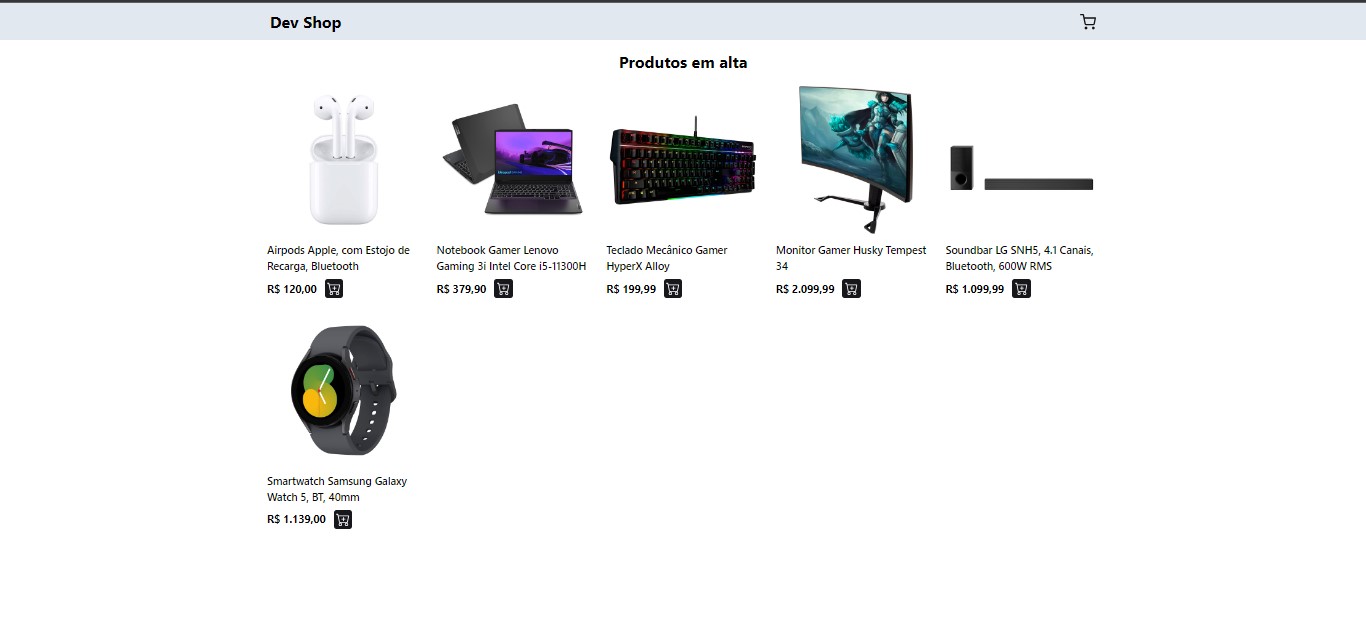 Dev Shop
Produtos em alta
Airpods Apple, com Estojo de
Recarga, Bluetooth
R$ 120,00
Notebook Gamer Lenovo
Gaming 3i Intel Core i5-11300H
R$ 379,90
Teclado Mecânico Gamer
HyperX Alloy
R$ 199,99
Monitor Gamer Husky Tempest
34
R$ 2.099,99
Soundbar LG SNH5, 4.1 Canais,
Bluetooth, 600W RMS
R$ 1.099,99
Smartwatch Samsung Galaxy
Watch 5, BT, 40mm
R$ 1.139,00